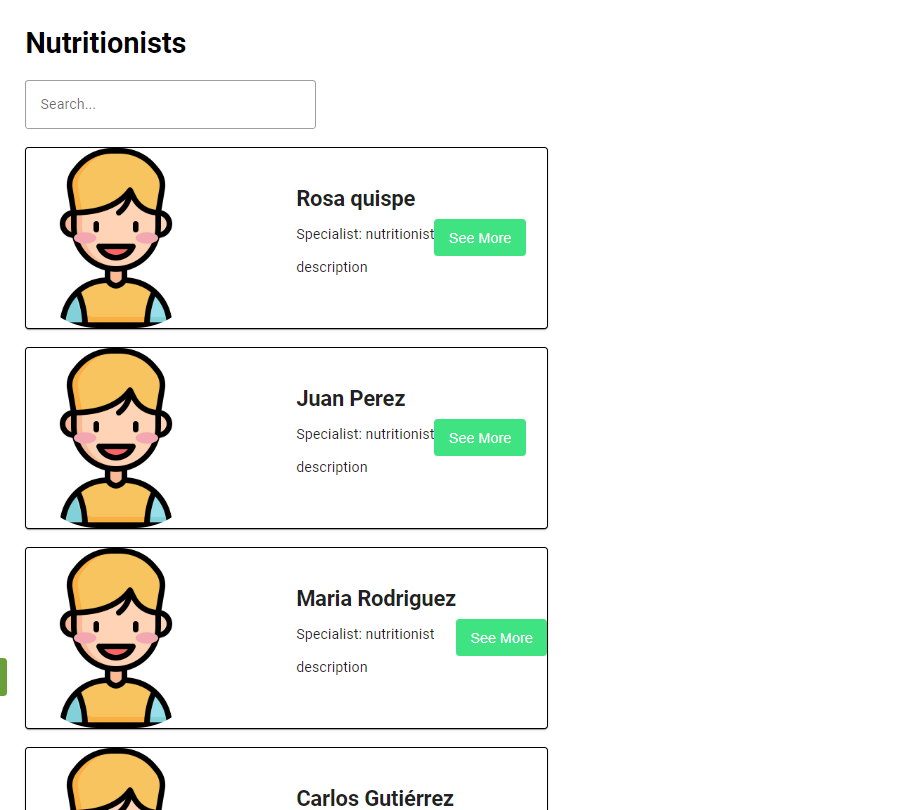 Nutritionists
Search...
Rosa quispe
Specialist: nutritionist
See More
description
Juan Perez
Specialist: nutritionist
See More
description
Maria Rodriguez
Specialist: nutritionist
See More
description
Carlos Gutiérrez